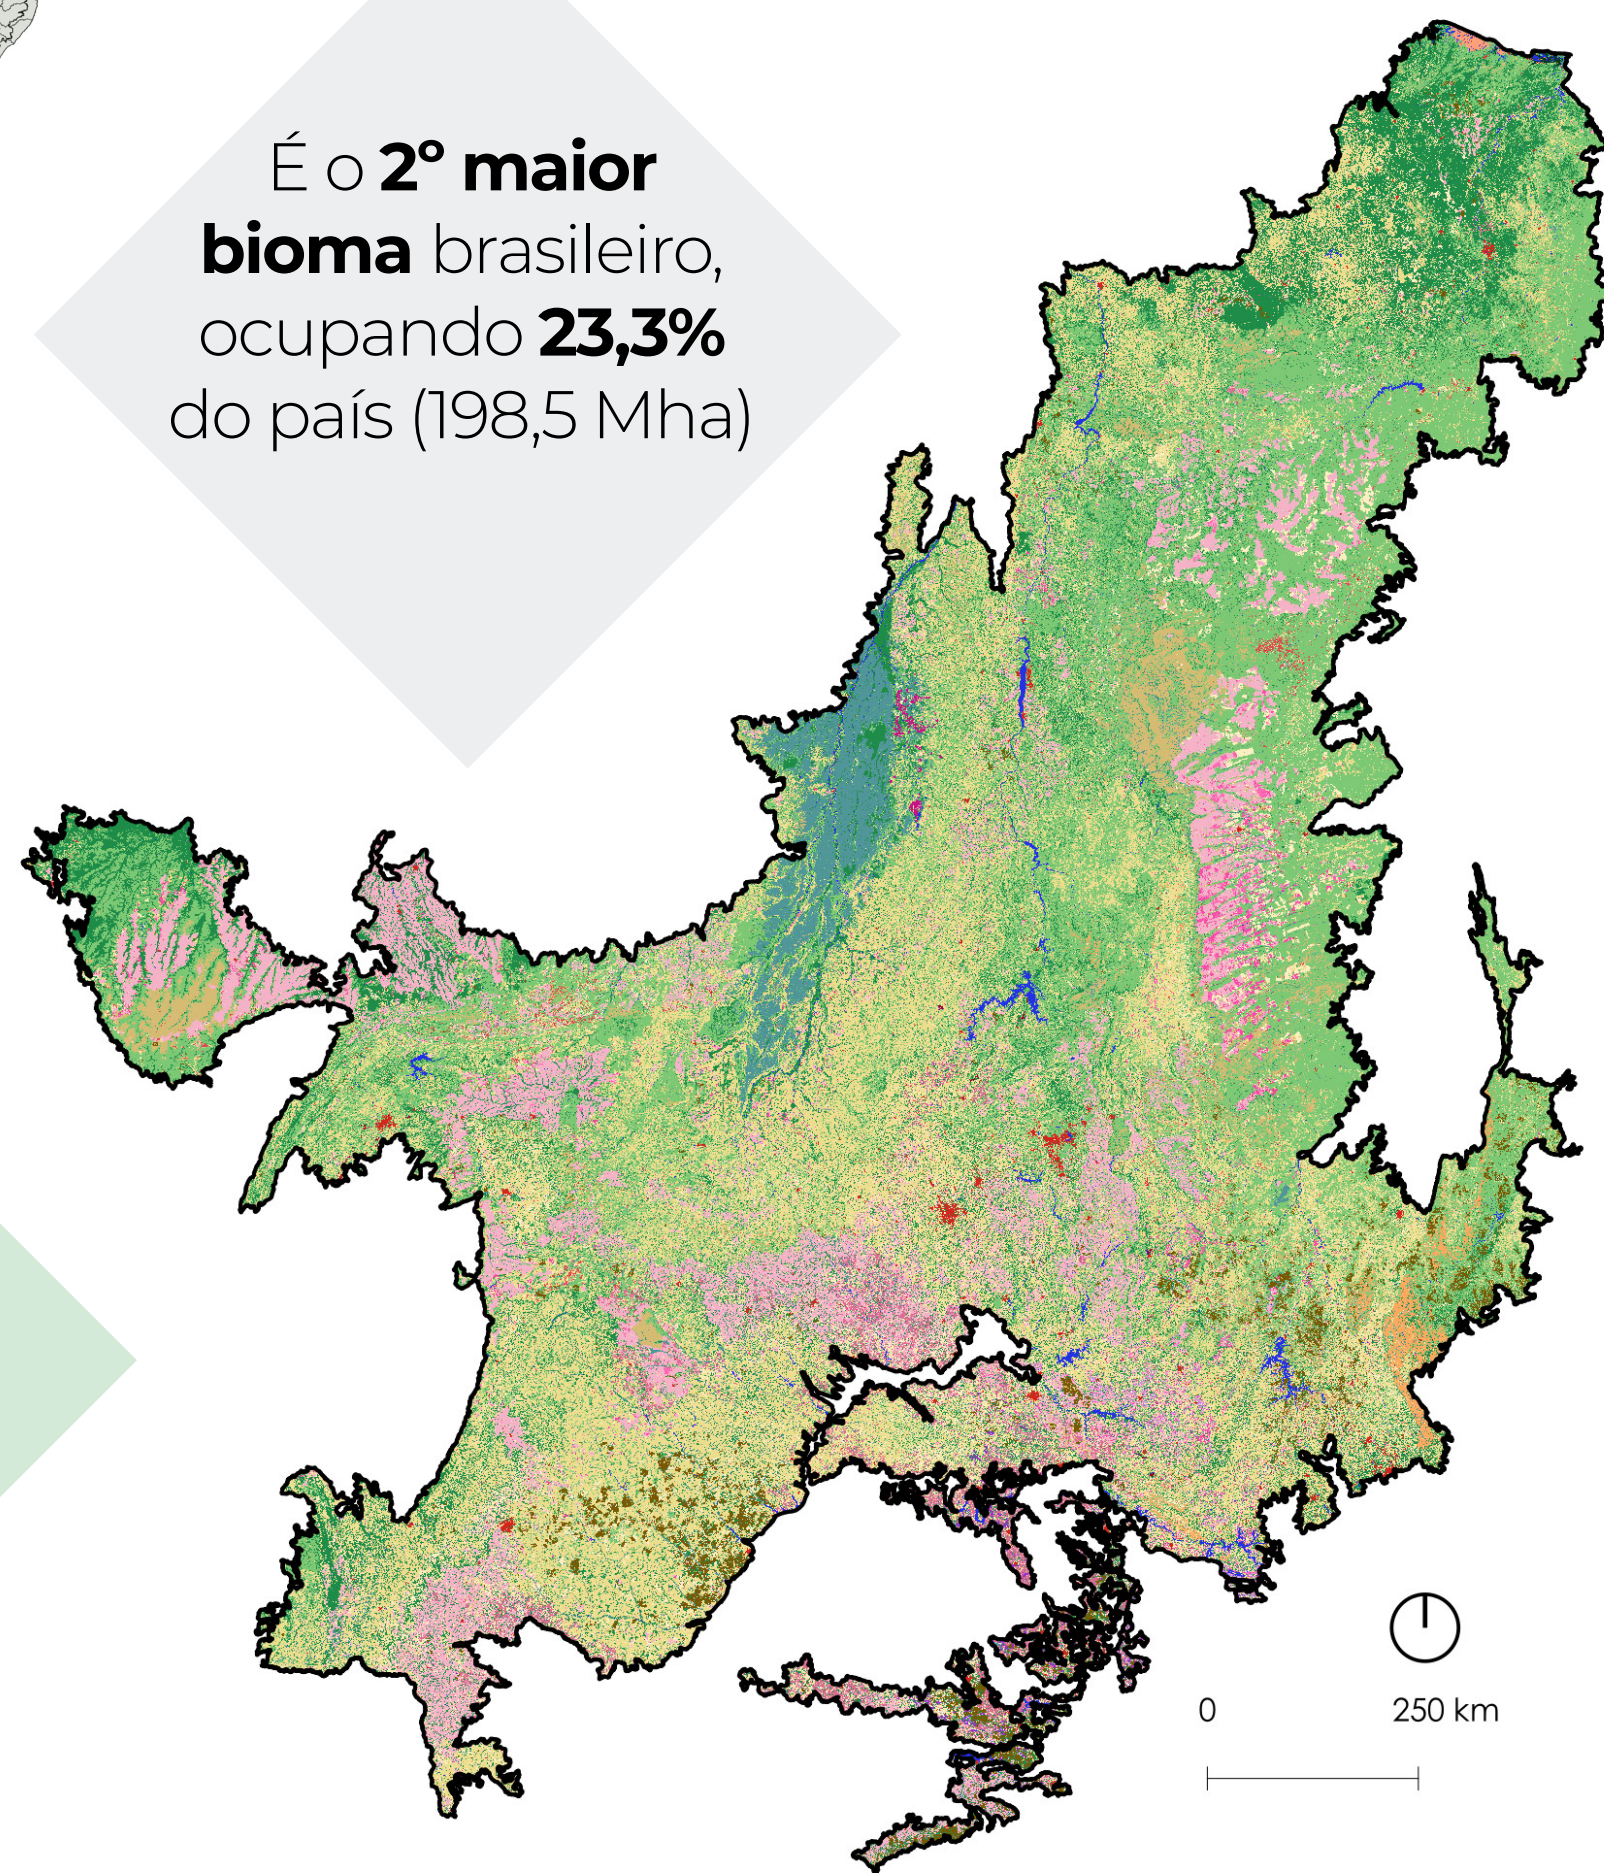 É o 2º maior
bioma brasileiro,
ocupando 23,3%
do país (198,5 Mha)
0 250 km